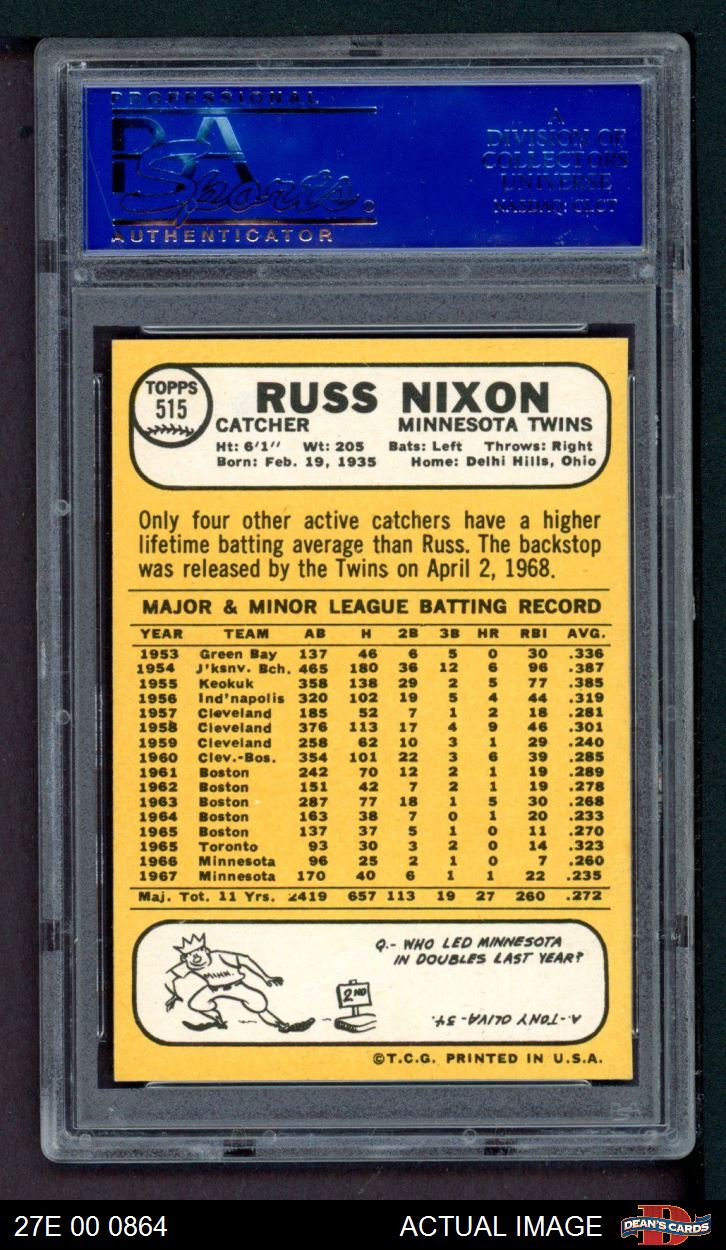 PROFESSIONAL
PSA
Sports
AUTHENTICATOR
A
DIVISION OF
COLLECTORS
UNIVERSE
NASDAQ: CLCT
TOPPS
515
RUSS NIXON
CATCHER MINNESOTA TWINS
Ht: 6'1" Wt: 205 Bats: Left Throws: Right
Born: Feb. 19, 1935 Home: Delhi Hills, Ohio
Only four other active catchers have a higher
lifetime batting average than Russ. The backstop
was released by the Twins on April 2, 1968.
MAJOR & MINOR LEAGUE BATTING RECORD
YEAR TEAM AB H 2B 3B HR RBI AVG.
1953 Green Bay 137 46 6 5 0 30 .336
1954 J'ksnv. Bch. 465 180 36 12 6 96 .387
1955 Keokuk 358 138 29 2 5 77 .385
1956 Ind'napolis 320 102 19 5 4 44 .319
1957 Cleveland 185 52 7 1 2 18 .281
1958 Cleveland 376 113 17 4 9 46 .301
1959 Cleveland 258 62 10 3 1 29 .240
1960 Clev.-Bos. 354 101 22 3 6 39 .285
1961 Boston 242 70 12 2 1 19 .289
1962 Boston 151 42 7 2 1 19 .278
1963 Boston 287 77 18 1 5 30 .268
1964 Boston 163 38 7 0 1 20 .233
1965 Boston 137 37 5 1 0 11 .270
1965 Toronto 93 30 3 2 0 14 .323
1966 Minnesota 96 25 2 1 0 7 .260
1967 Minnesota 170 40 6 1 1 22 .235
Maj. Tot. 11 Yrs. 2419 657 113 19 27 260 .272
Q.- WHO LED MINNESOTA
IN DOUBLES LAST YEAR?
MINN.
2ND
A.- TONY OLIVA - 34.
©T.C.G. PRINTED IN U.S.A.
27E 00 0864 ACTUAL IMAGE
DEAN'S CARDS